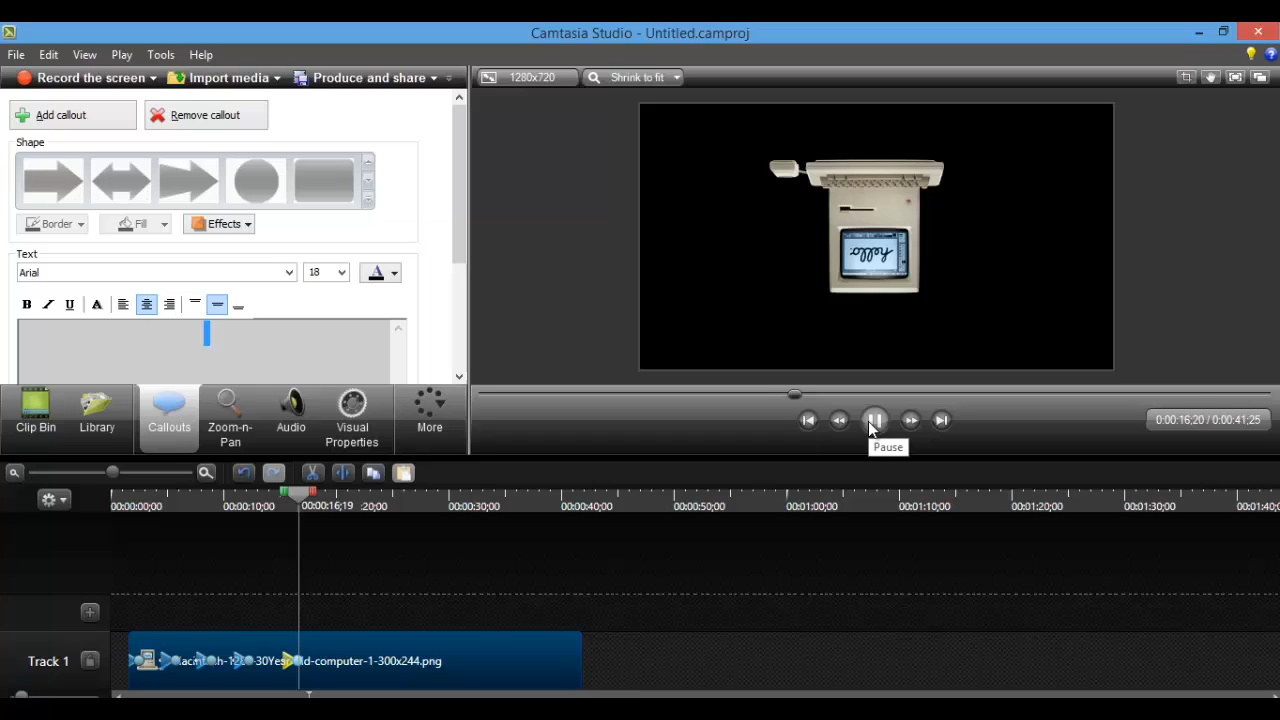 Camtasia Studio - Untitled.camproj
File Edit View Play Tools Help
Record the screen Import media Produce and share
1280x720 Shrink to fit
Add callout Remove callout
Shape
Border Fill Effects
Text
Arial 18 A
B I U A
hello
Clip Bin Library Callouts Zoom-n-Pan Audio Visual Properties More
0:00:16;20 / 0:00:41;25
Pause
00:00:00;00 00:00:10;00 00:00:16;19 :20;00 00:00:30;00 00:00:40;00 00:00:50;00 00:01:00;00 00:01:10;00 00:01:20;00 00:01:30;00 00:01:40;0
Track 1
ld-computer-1-300x244.png